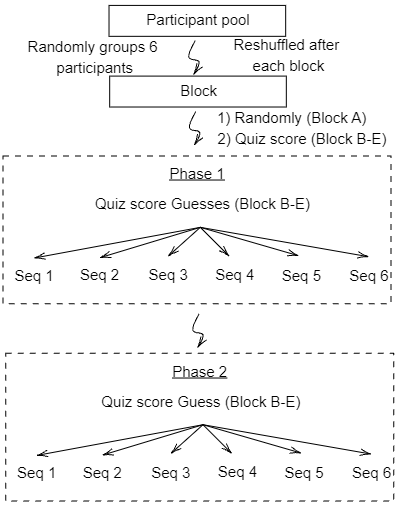 Participant pool
Randomly groups 6
participants
Reshuffled after
each block
Block
1) Randomly (Block A)
2) Quiz score (Block B-E)
Phase 1
Quiz score Guesses (Block B-E)
Seq 1 Seq 2 Seq 3 Seq 4 Seq 5 Seq 6
Phase 2
Quiz score Guess (Block B-E)
Seq 1 Seq 2 Seq 3 Seq 4 Seq 5 Seq 6